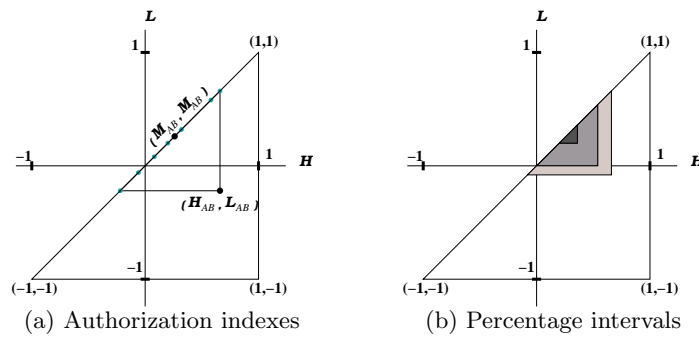 L
(1,1)
1
(M_AB, M_AB)
−1
1
H
(H_AB, L_AB)
−1
(−1,−1)
(1,−1)
(a) Authorization indexes
L
(1,1)
1
−1
1
H
−1
(−1,−1)
(1,−1)
(b) Percentage intervals